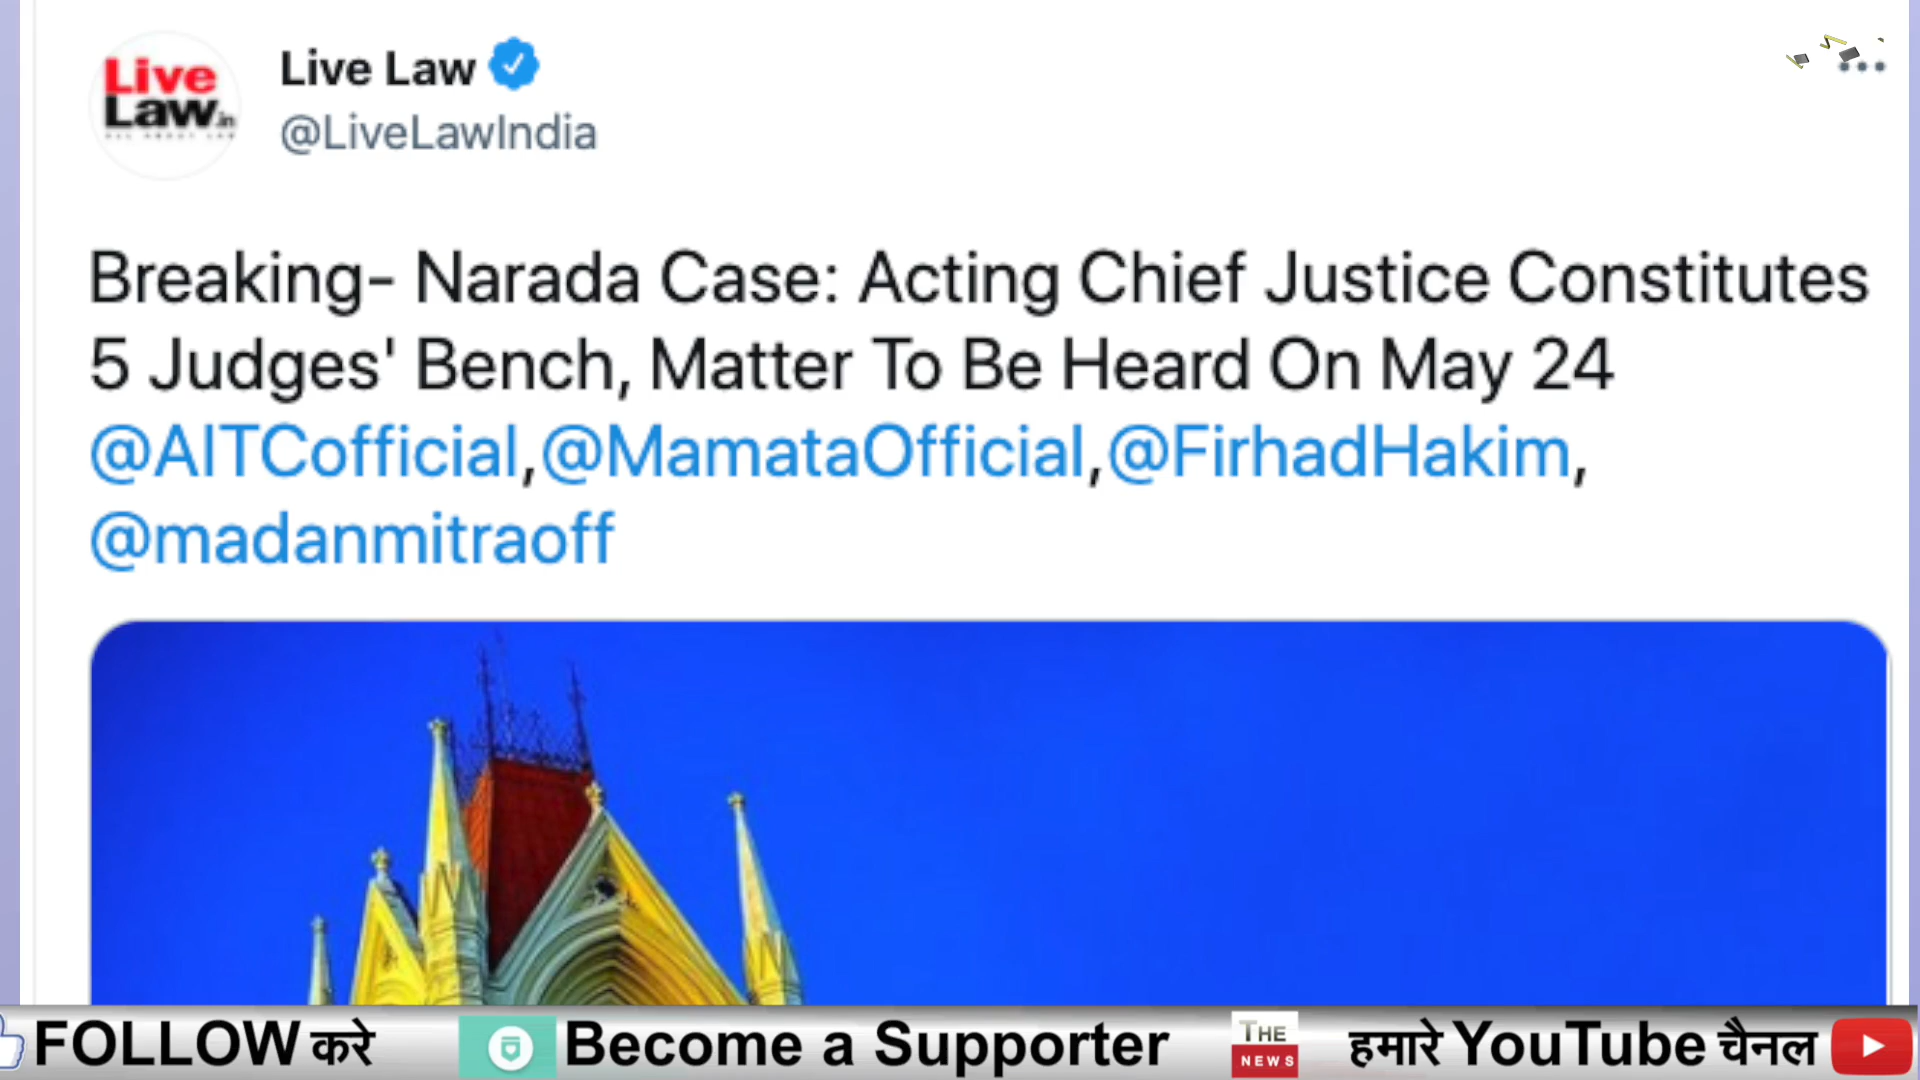 Live
Law.in
Live Law
@LiveLawIndia
Breaking- Narada Case: Acting Chief Justice Constitutes
5 Judges' Bench, Matter To Be Heard On May 24
@AITCofficial,@MamataOfficial,@FirhadHakim,
@madanmitraoff
FOLLOW करे Become a Supporter THE NEWS हमारे YouTube चैनल